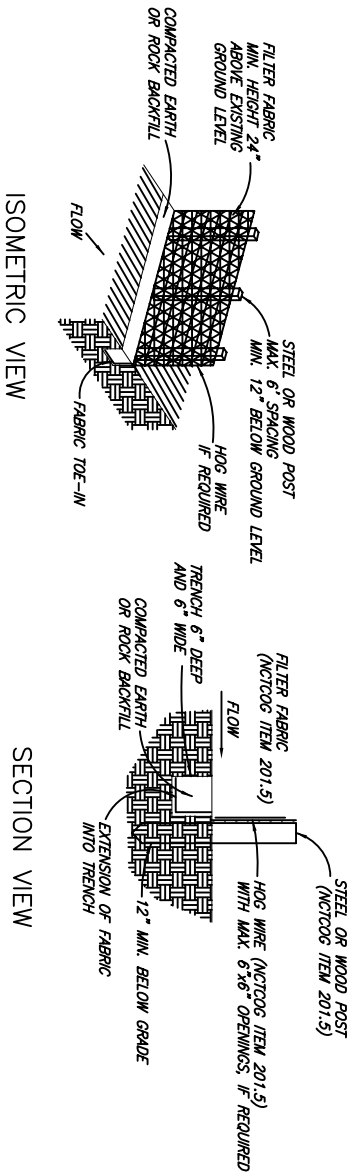 FILTER FABRIC
MIN. HEIGHT 24"
ABOVE EXISTING
GROUND LEVEL
COMPACTED EARTH
OR ROCK BACKFILL
FLOW
STEEL OR WOOD POST
MAX. 6' SPACING
MIN. 12" BELOW GROUND LEVEL
HOG WIRE
IF REQUIRED
FABRIC TOE-IN
ISOMETRIC VIEW
STEEL OR WOOD POST
(NCTCOG ITEM 201.5)
FILTER FABRIC
(NCTCOG ITEM 201.5)
HOG WIRE (NCTCOG ITEM 201.5)
WITH MAX. 6"x6" OPENINGS, IF REQUIRED
FLOW
TRENCH 6" DEEP
AND 6" WIDE
COMPACTED EARTH
OR ROCK BACKFILL
12" MIN. BELOW GRADE
EXTENSION OF FABRIC
INTO TRENCH
SECTION VIEW